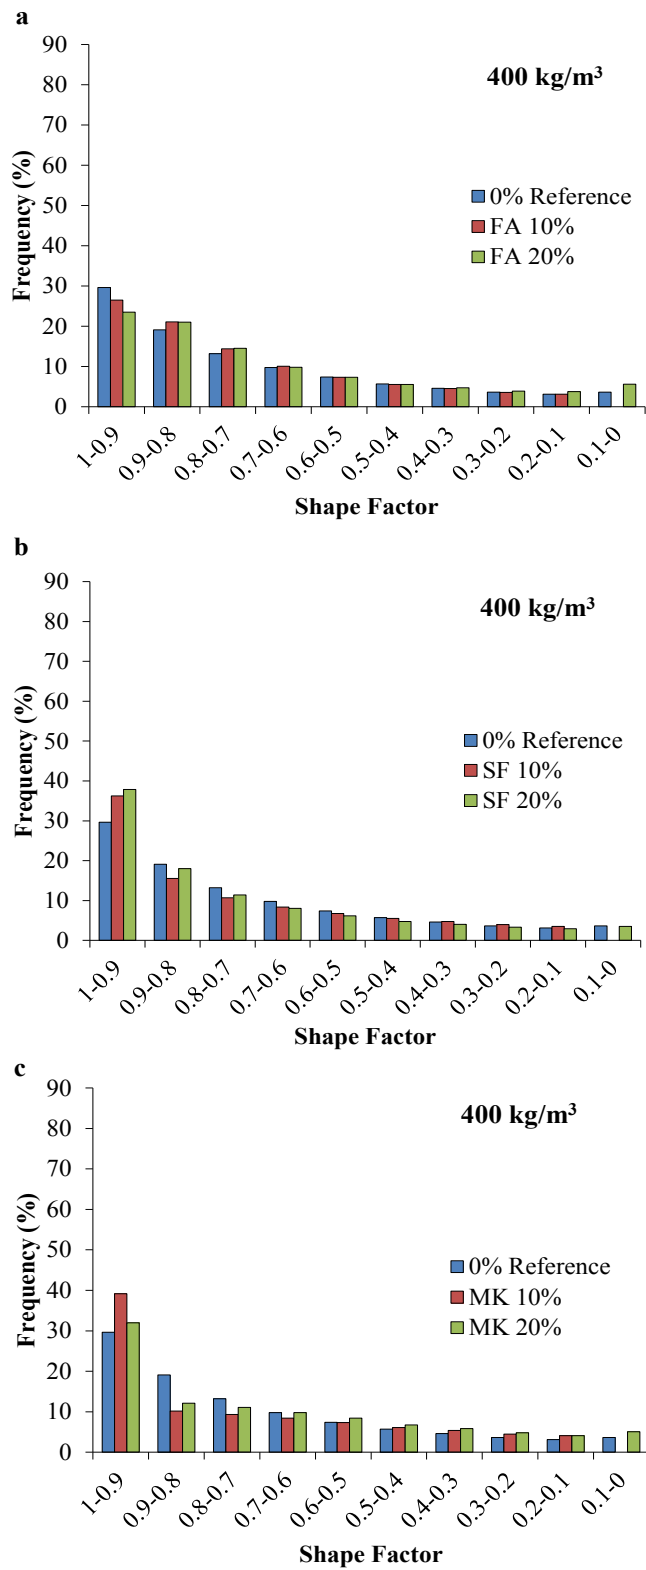 a
90
80
70
60
50
40
30
20
10
0
Frequency (%)
400 kg/m³
0% Reference
FA 10%
FA 20%
1-0.9
0.9-0.8
0.8-0.7
0.7-0.6
0.6-0.5
0.5-0.4
0.4-0.3
0.3-0.2
0.2-0.1
0.1-0
Shape Factor
b
90
80
70
60
50
40
30
20
10
0
Frequency (%)
400 kg/m³
0% Reference
SF 10%
SF 20%
1-0.9
0.9-0.8
0.8-0.7
0.7-0.6
0.6-0.5
0.5-0.4
0.4-0.3
0.3-0.2
0.2-0.1
0.1-0
Shape Factor
c
90
80
70
60
50
40
30
20
10
0
Frequency (%)
400 kg/m³
0% Reference
MK 10%
MK 20%
1-0.9
0.9-0.8
0.8-0.7
0.7-0.6
0.6-0.5
0.5-0.4
0.4-0.3
0.3-0.2
0.2-0.1
0.1-0
Shape Factor